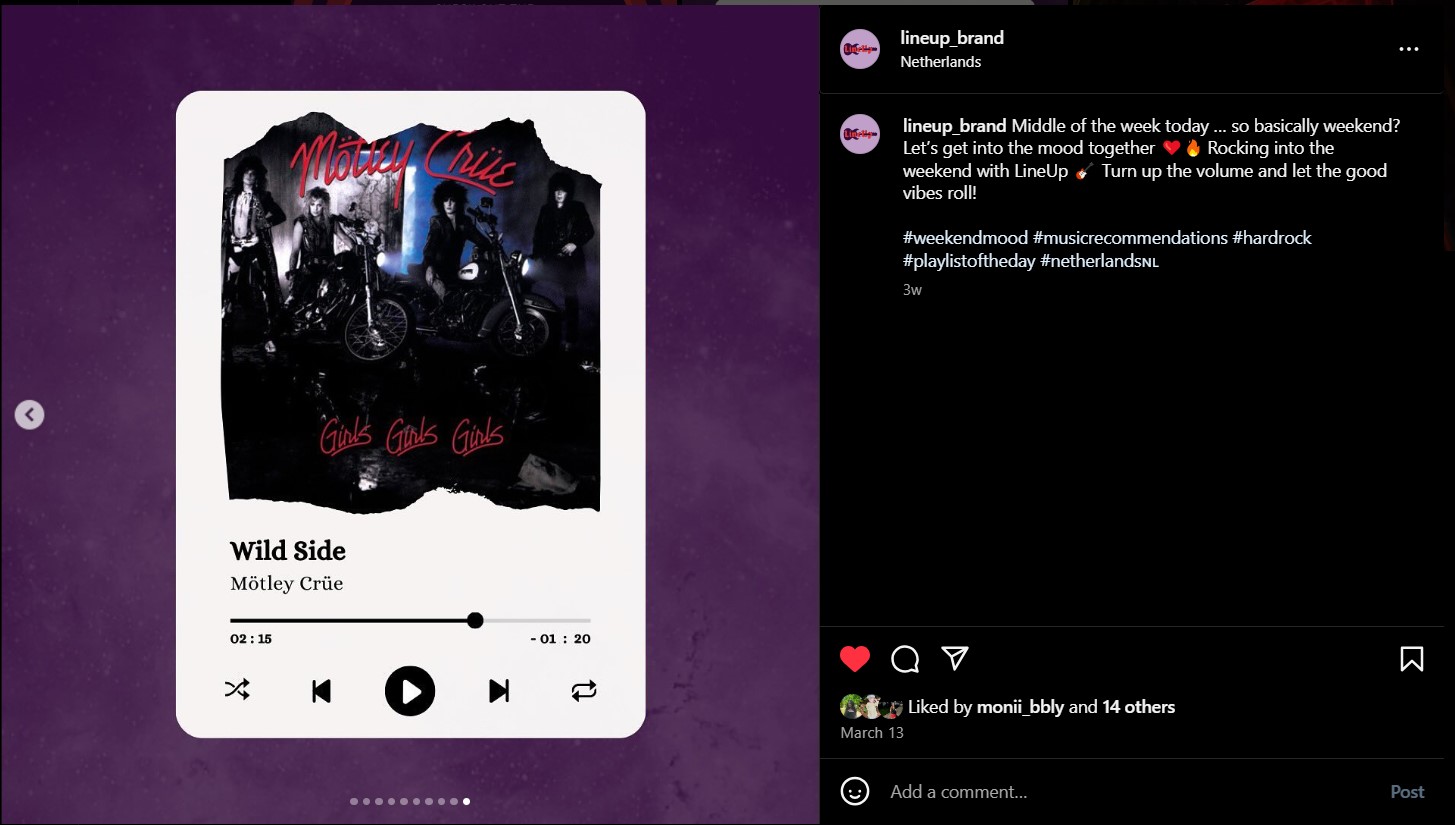 lineup_brand
Netherlands
Mötley Crüe
Girls Girls Girls
Wild Side
Mötley Crüe
02 : 15
- 01 : 20
lineup_brand Middle of the week today ... so basically weekend?
Let's get into the mood together ❤️🔥 Rocking into the
weekend with LineUp 🎸 Turn up the volume and let the good
vibes roll!
#weekendmood #musicrecommendations #hardrock
#playlistoftheday #netherlandsɴʟ
3w
Liked by monii_bbly and 14 others
March 13
Add a comment...
Post